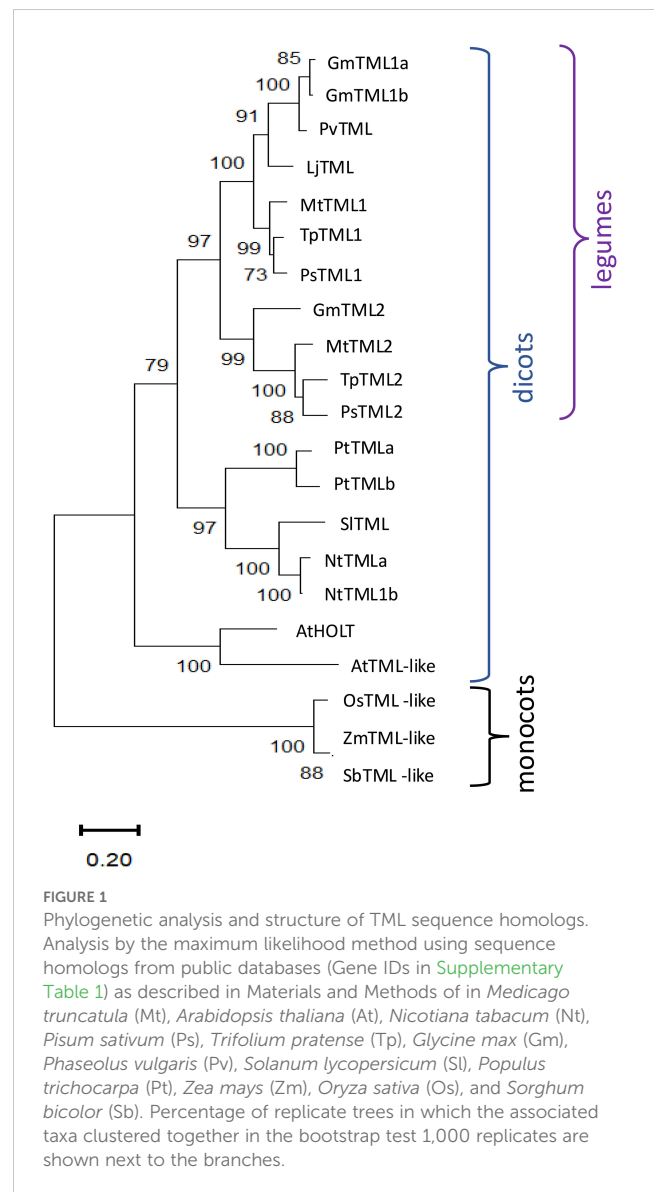 85
GmTML1a
100
GmTML1b
91
PvTML
100
LjTML
MtTML1
97
99
TpTML1
73
PsTML1
GmTML2
99
MtTML2
79
100
TpTML2
88
PsTML2
100
PtTMLa
PtTMLb
97
SlTML
100
NtTMLa
100
NtTML1b
AtHOLT
100
AtTML-like
OsTML -like
100
ZmTML-like
88
SbTML -like
legumes
dicots
monocots
0.20
FIGURE 1
Phylogenetic analysis and structure of TML sequence homologs.
Analysis by the maximum likelihood method using sequence
homologs from public databases (Gene IDs in Supplementary
Table 1) as described in Materials and Methods of in Medicago
truncatula (Mt), Arabidopsis thaliana (At), Nicotiana tabacum (Nt),
Pisum sativum (Ps), Trifolium pratense (Tp), Glycine max (Gm),
Phaseolus vulgaris (Pv), Solanum lycopersicum (Sl), Populus
trichocarpa (Pt), Zea mays (Zm), Oryza sativa (Os), and Sorghum
bicolor (Sb). Percentage of replicate trees in which the associated
taxa clustered together in the bootstrap test 1,000 replicates are
shown next to the branches.